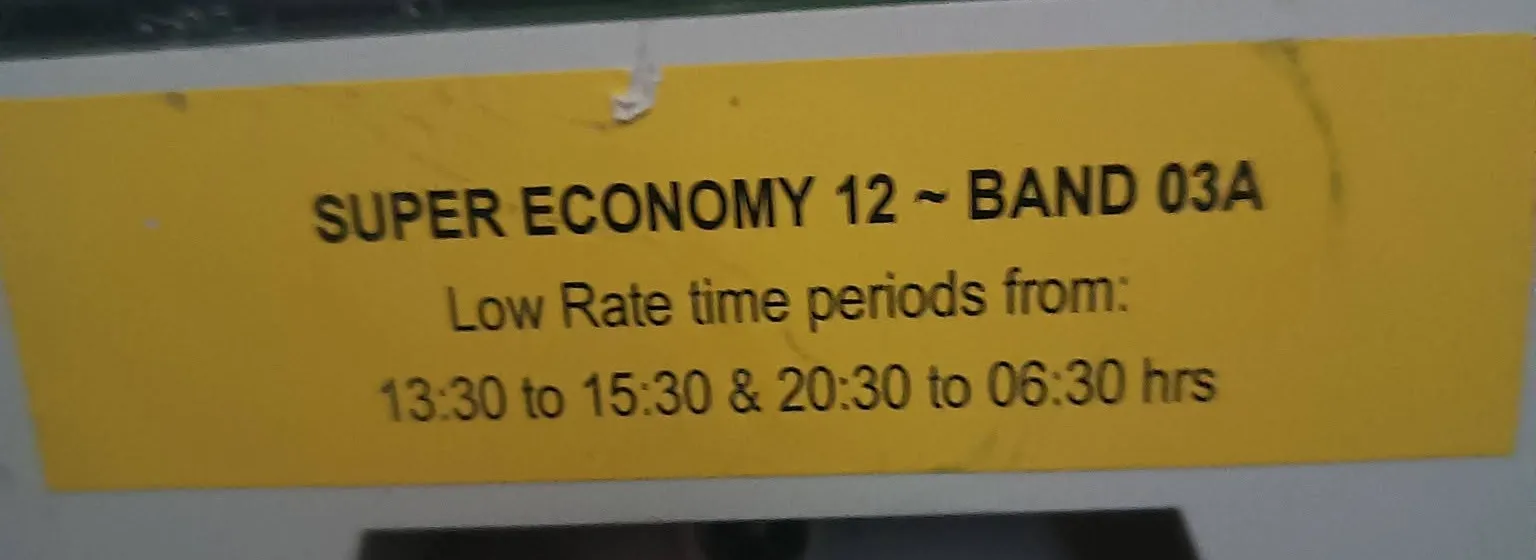 SUPER ECONOMY 12 ~ BAND 03A
Low Rate time periods from:
13:30 to 15:30 & 20:30 to 06:30 hrs